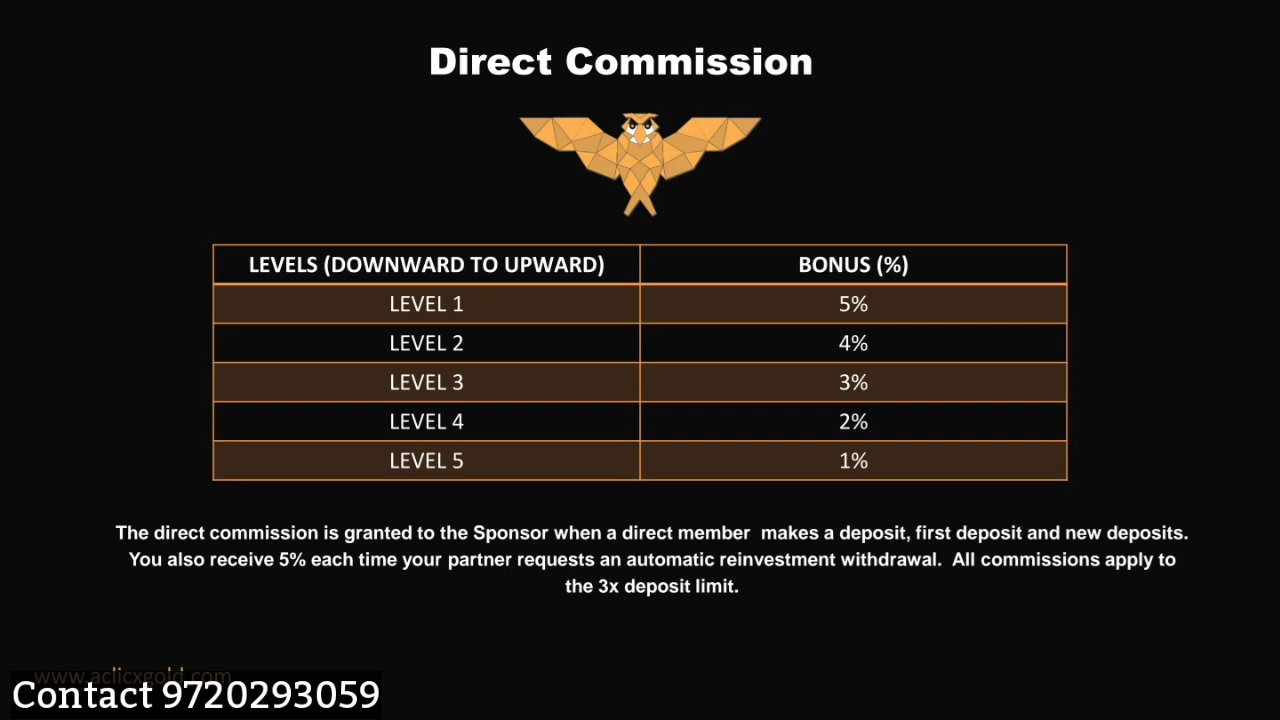 Direct Commission
LEVELS (DOWNWARD TO UPWARD) BONUS (%)
LEVEL 1 5%
LEVEL 2 4%
LEVEL 3 3%
LEVEL 4 2%
LEVEL 5 1%
The direct commission is granted to the Sponsor when a direct member makes a deposit, first deposit and new deposits.
You also receive 5% each time your partner requests an automatic reinvestment withdrawal. All commissions apply to
the 3x deposit limit.
www.aclicxgold.com
Contact 9720293059